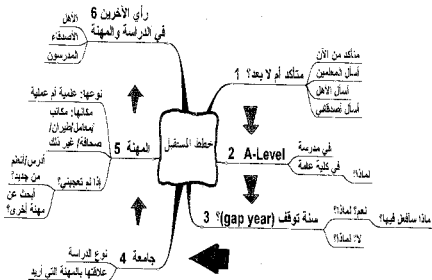 خطط المستقبل
1 متأكد أم لا بعد؟
متأكد من الآن
أسأل المعلمين
أسأل الأهل
أسأل أصدقائي
2 A-Level
في مدرسة
في كلية عامة
لماذا؟
3 سنة توقف (gap year)؟
نعم؟ لماذا؟
ماذا سأفعل فيها؟
لا؟ لماذا؟
4 جامعة
نوع الدراسة
علاقتها بالمهنة التي أريد
5 المهنة
نوعها: علمية أم عملية
مكانها: مكاتب
/معامل/طيران/
صحافة/ غير ذلك
إذا لم تعجبني؟
أدرس/أتعلم
من جديد؟
أبحث عن
مهنة أخرى؟
6 رأي الآخرين
في الدراسة والمهنة
الأهل
الأصدقاء
المدرسون